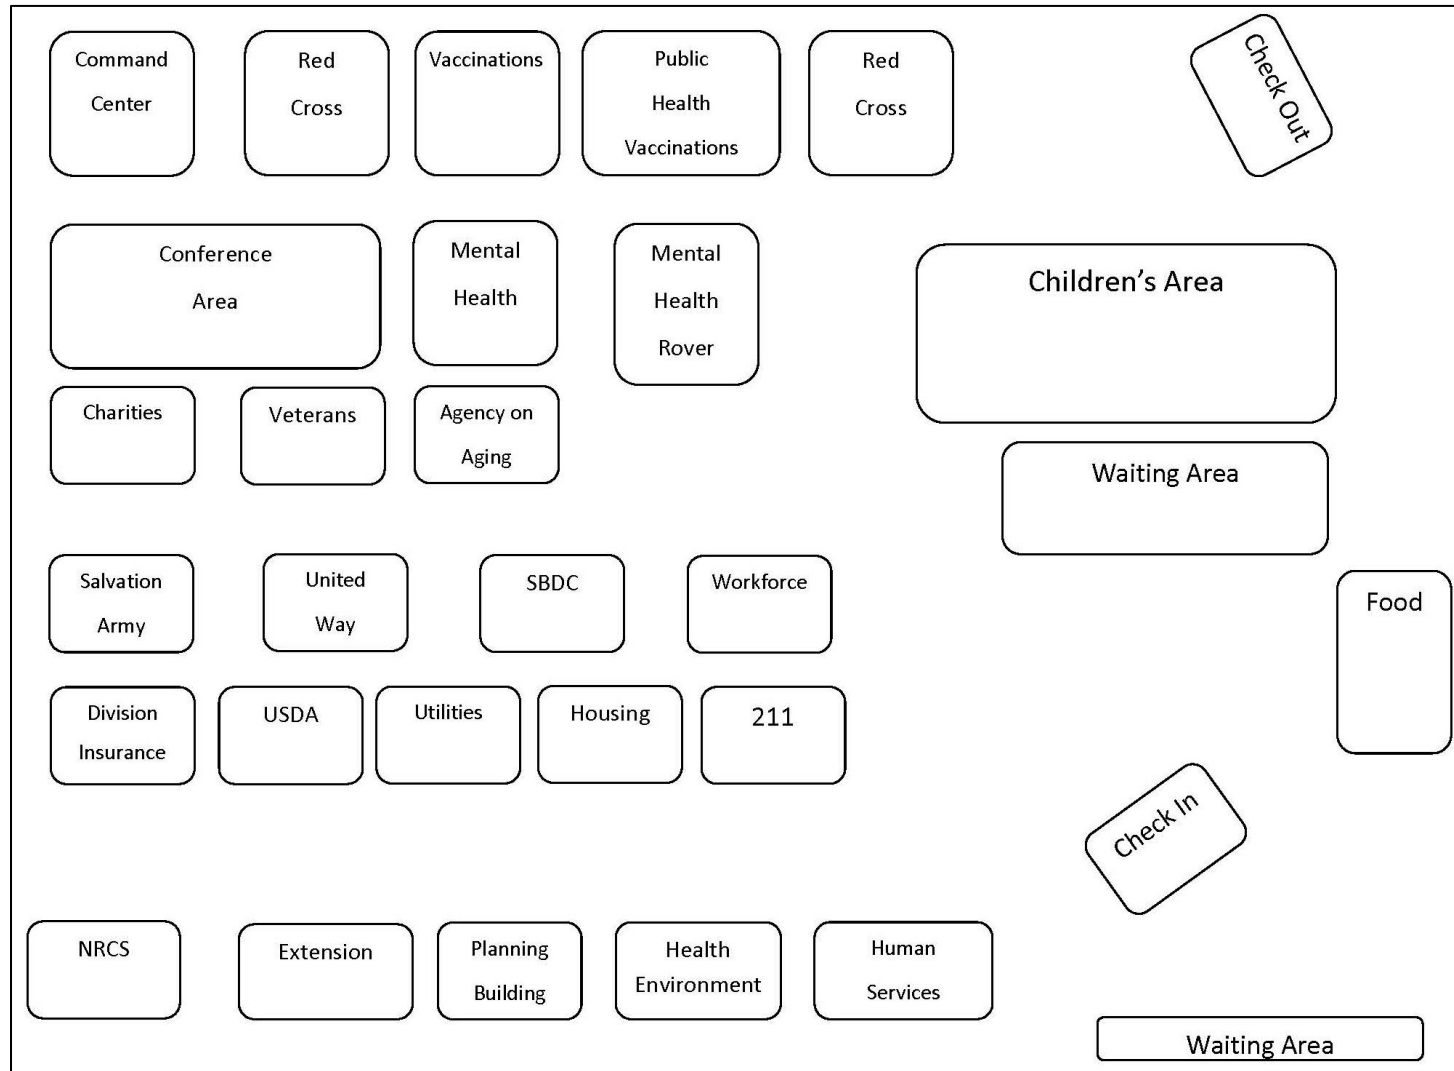 Command
Center
Red
Cross
Vaccinations
Public
Health
Vaccinations
Red
Cross
Check Out
Conference
Area
Mental
Health
Mental
Health
Rover
Children’s Area
Charities
Veterans
Agency on
Aging
Waiting Area
Salvation
Army
United
Way
SBDC
Workforce
Food
Division
Insurance
USDA
Utilities
Housing
211
Check In
NRCS
Extension
Planning
Building
Health
Environment
Human
Services
Waiting Area